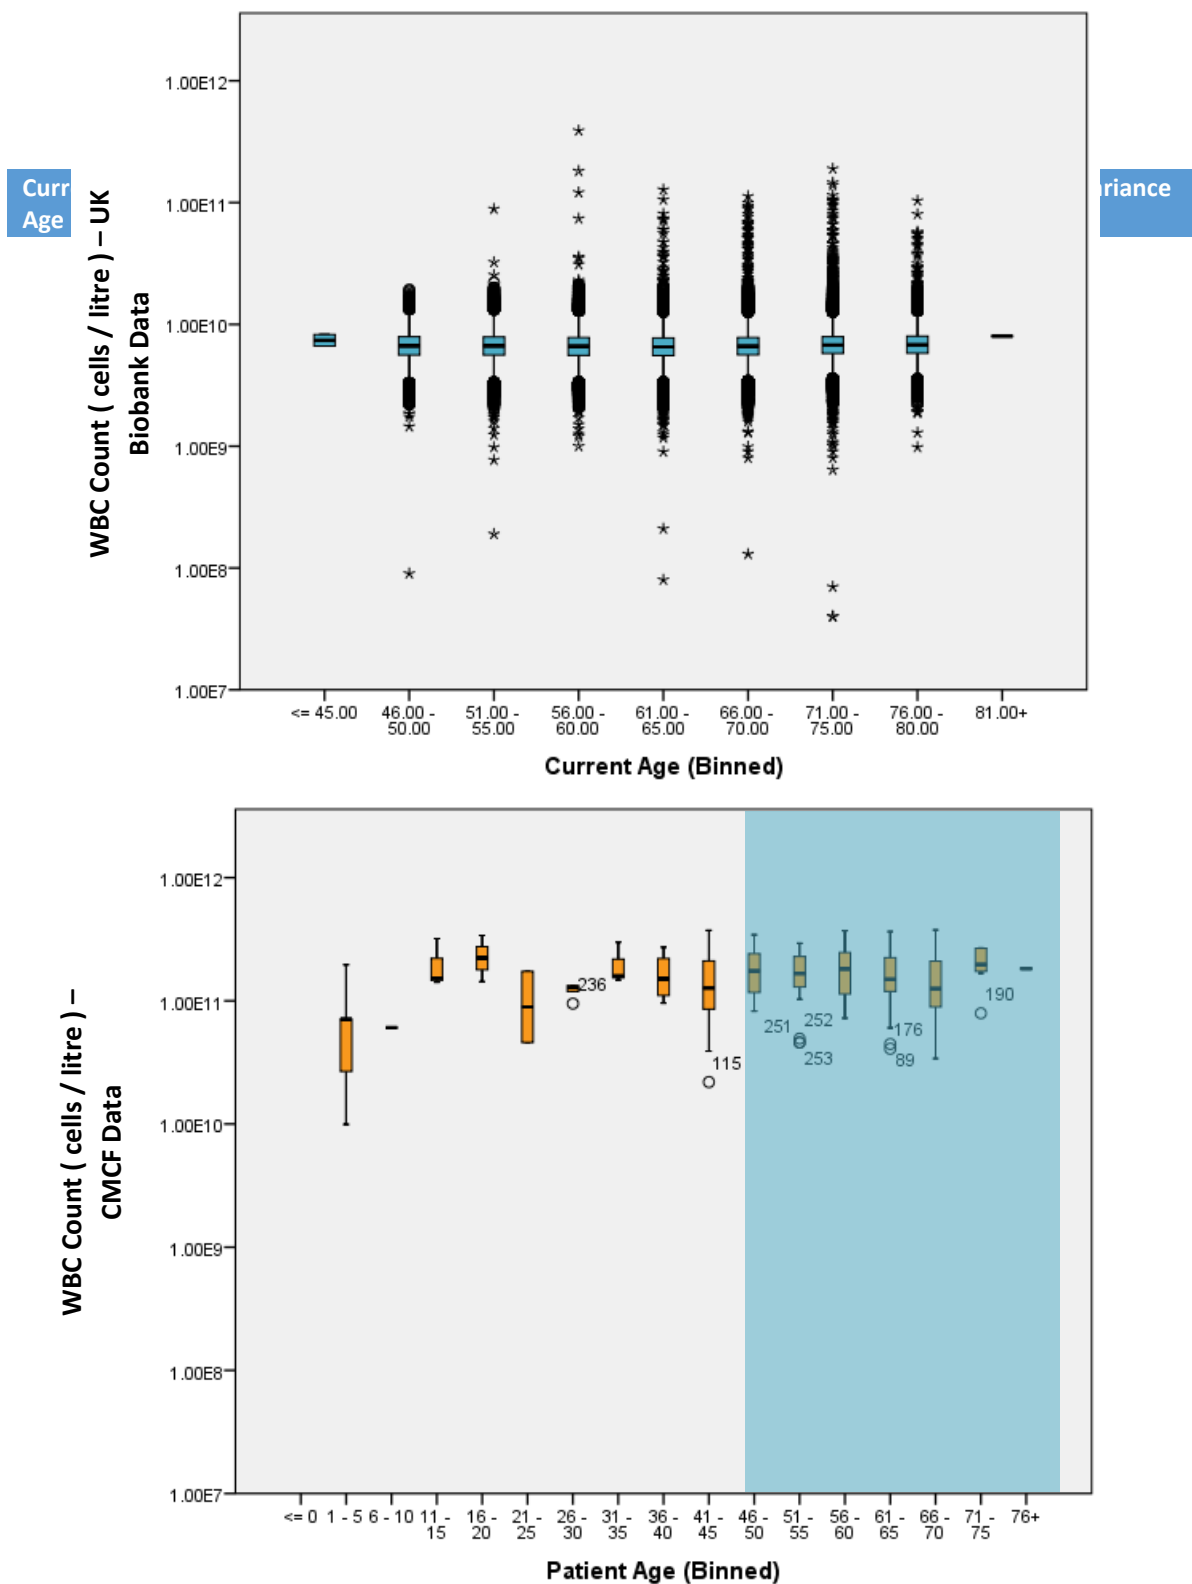 1.00E12
1.00E11
1.00E10
1.00E9
1.00E8
1.00E7
Curr
Age
riance
WBC Count ( cells / litre ) – UK
Biobank Data
<= 45.00
46.00 -
50.00
51.00 -
55.00
56.00 -
60.00
61.00 -
65.00
66.00 -
70.00
71.00 -
75.00
76.00 -
80.00
81.00+
Current Age (Binned)
1.00E12
1.00E11
1.00E10
1.00E9
1.00E8
1.00E7
WBC Count ( cells / litre ) –
CMCF Data
236
115
251
252
253
176
89
190
<= 0
1 - 5
6 - 10
11 -
15
16 -
20
21 -
25
26 -
30
31 -
35
36 -
40
41 -
45
46 -
50
51 -
55
56 -
60
61 -
65
66 -
70
71 -
75
76+
Patient Age (Binned)